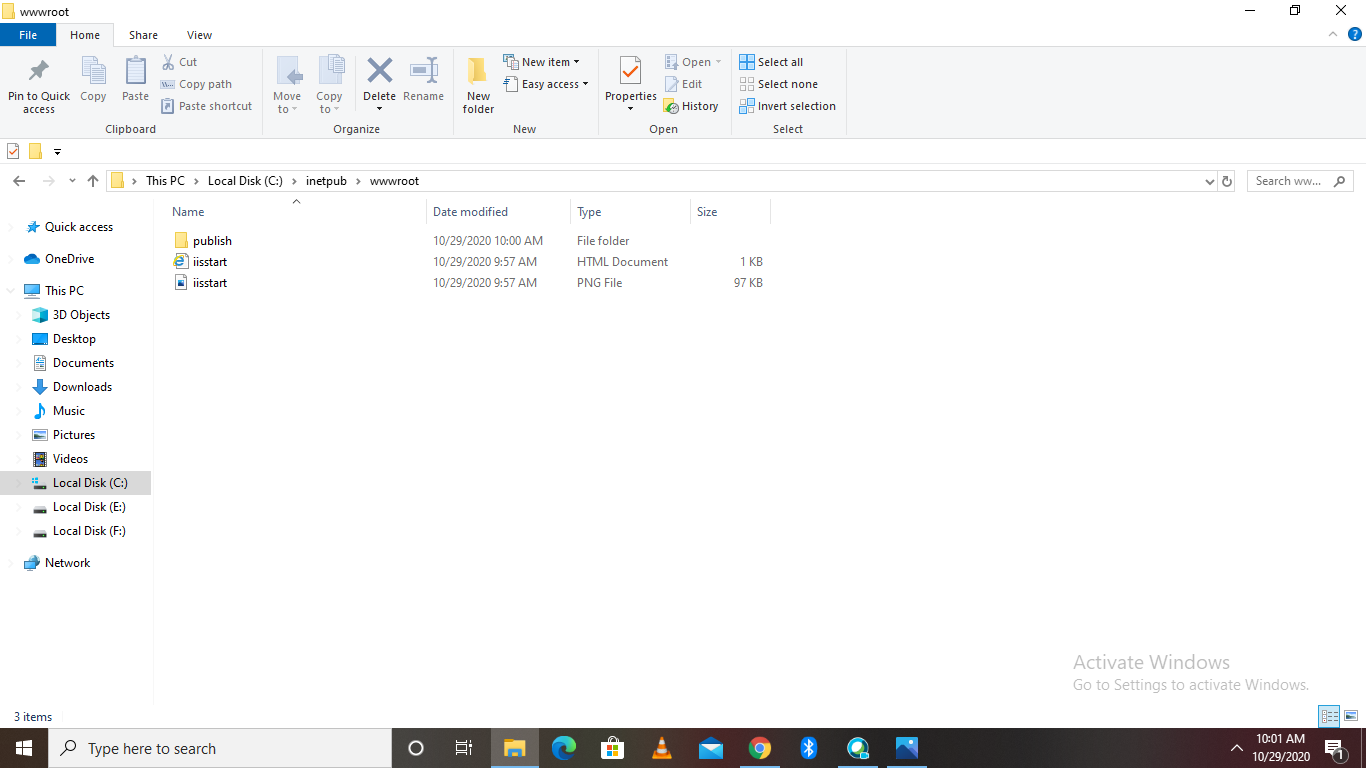 wwwroot
File Home Share View
Pin to Quick access
Copy
Paste
Cut
Copy path
Paste shortcut
Clipboard
Move to
Copy to
Delete
Rename
Organize
New folder
New item
Easy access
New
Properties
Open
Edit
History
Open
Select all
Select none
Invert selection
Select
This PC Local Disk (C:) inetpub wwwroot
Search ww...
Name Date modified Type Size
publish 10/29/2020 10:00 AM File folder
iisstart 10/29/2020 9:57 AM HTML Document 1 KB
iisstart 10/29/2020 9:57 AM PNG File 97 KB
Quick access
OneDrive
This PC
3D Objects
Desktop
Documents
Downloads
Music
Pictures
Videos
Local Disk (C:)
Local Disk (E:)
Local Disk (F:)
Network
Activate Windows
Go to Settings to activate Windows.
3 items
Type here to search
10:01 AM
10/29/2020
1